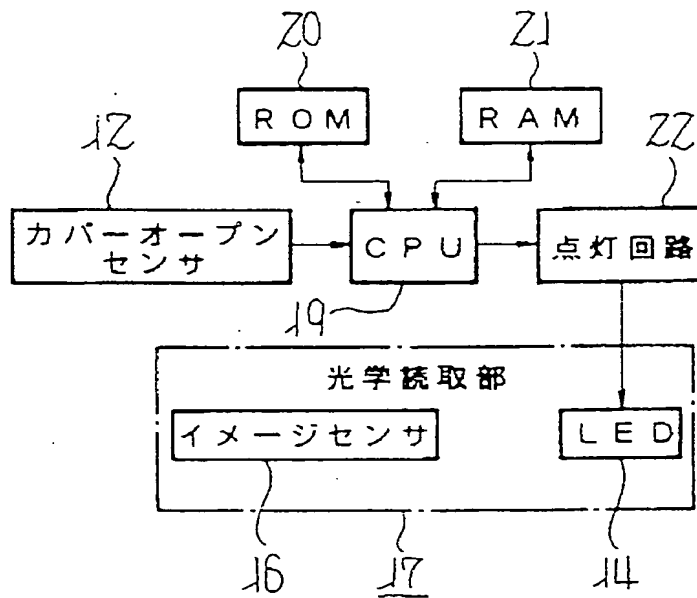 20
21
ROM
RAM
12
22
カバーオープン
センサ
CPU
点灯回路
19
光学読取部
イメージセンサ
LED
16
17
14